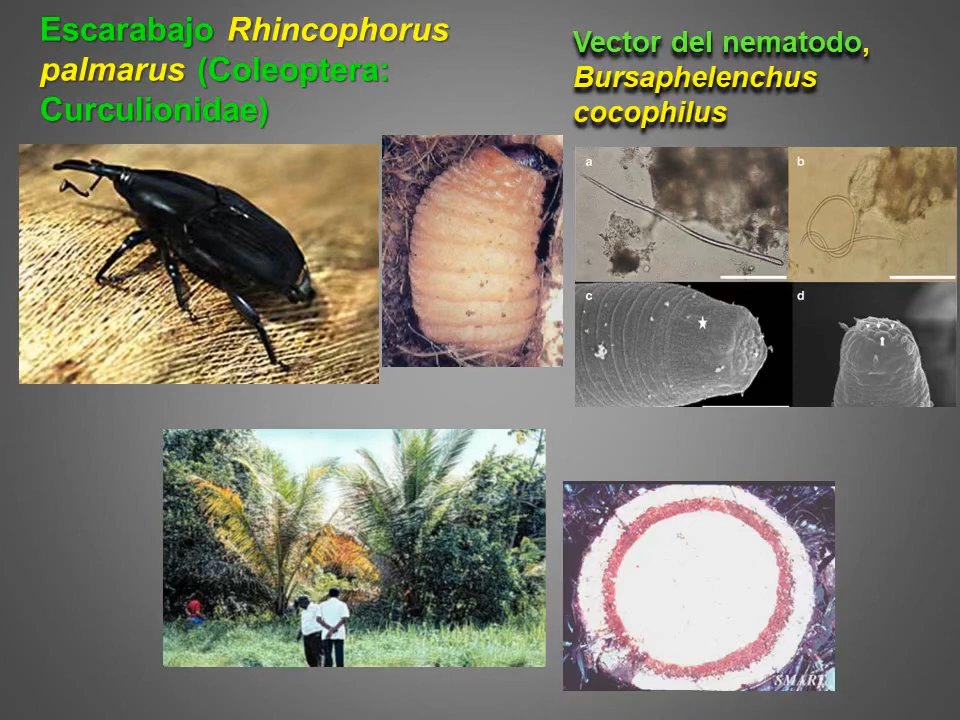 Escarabajo Rhincophorus
palmarus (Coleoptera:
Curculionidae)
Vector del nematodo,
Bursaphelenchus
cocophilus
a
b
c
d
SMART